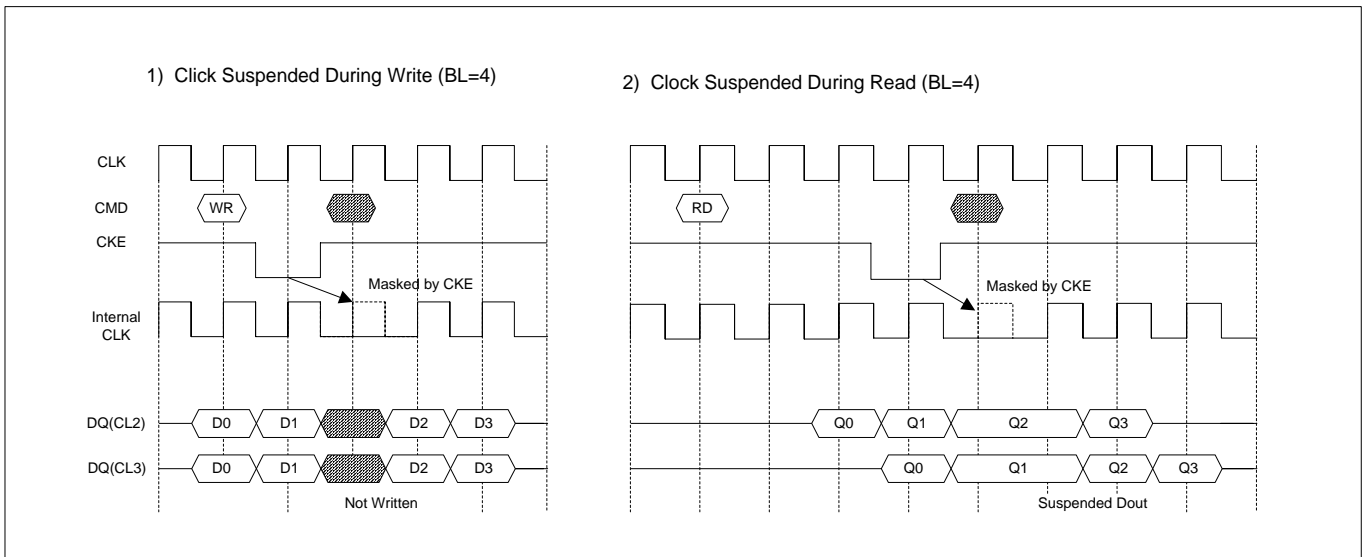 1) Click Suspended During Write (BL=4)
CLK
CMD
WR
CKE
Masked by CKE
Internal
CLK
DQ(CL2)
D0
D1
D2
D3
DQ(CL3)
D0
D1
D2
D3
Not Written
2) Clock Suspended During Read (BL=4)
RD
Masked by CKE
Q0
Q1
Q2
Q3
Q0
Q1
Q2
Q3
Suspended Dout